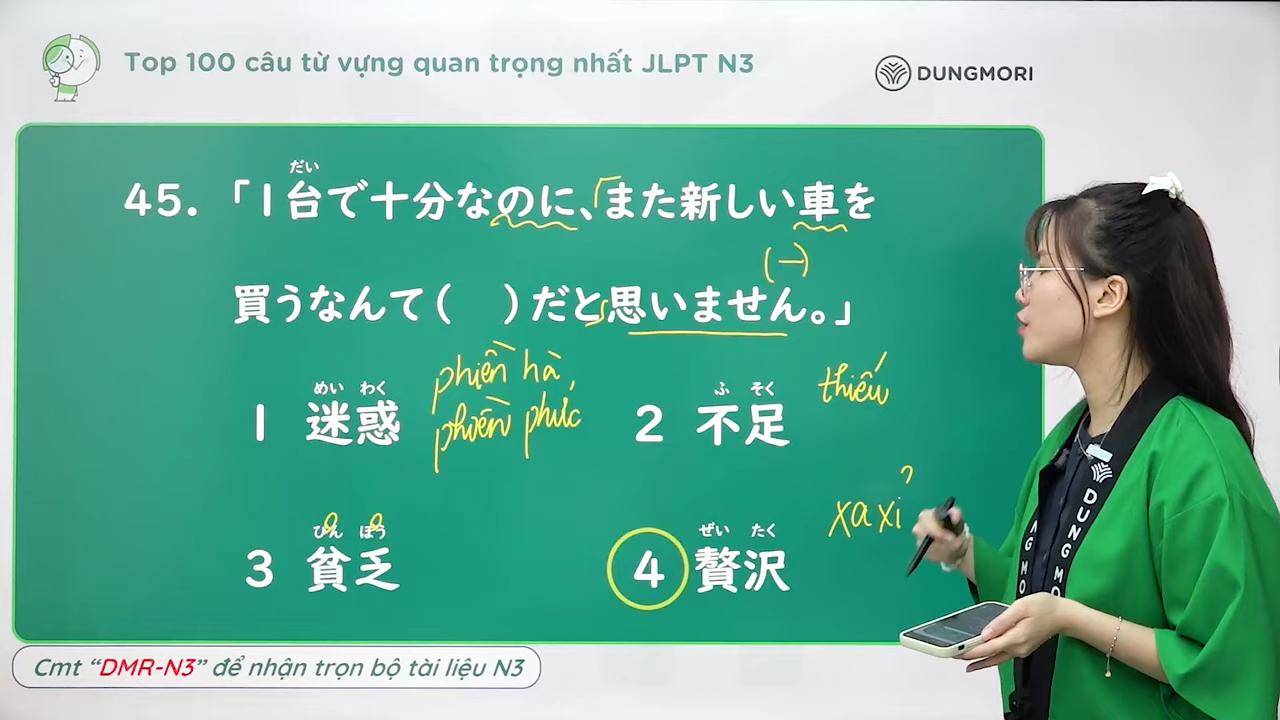 Top 100 câu từ vựng quan trọng nhất JLPT N3
DUNGMORI
だい
45. 「1台で十分なのに、また新しい車を
(-)
買うなんて( )だと思いません。」
めい わく
1 迷惑
phiền hà
phiền phức
ふ そく
2 不足
thiếu
びん ぼう
3 貧乏
ぜい たく
4 贅沢
xa xỉ
DUNG MO
AG MO
Cmt “DMR-N3” để nhận trọn bộ tài liệu N3